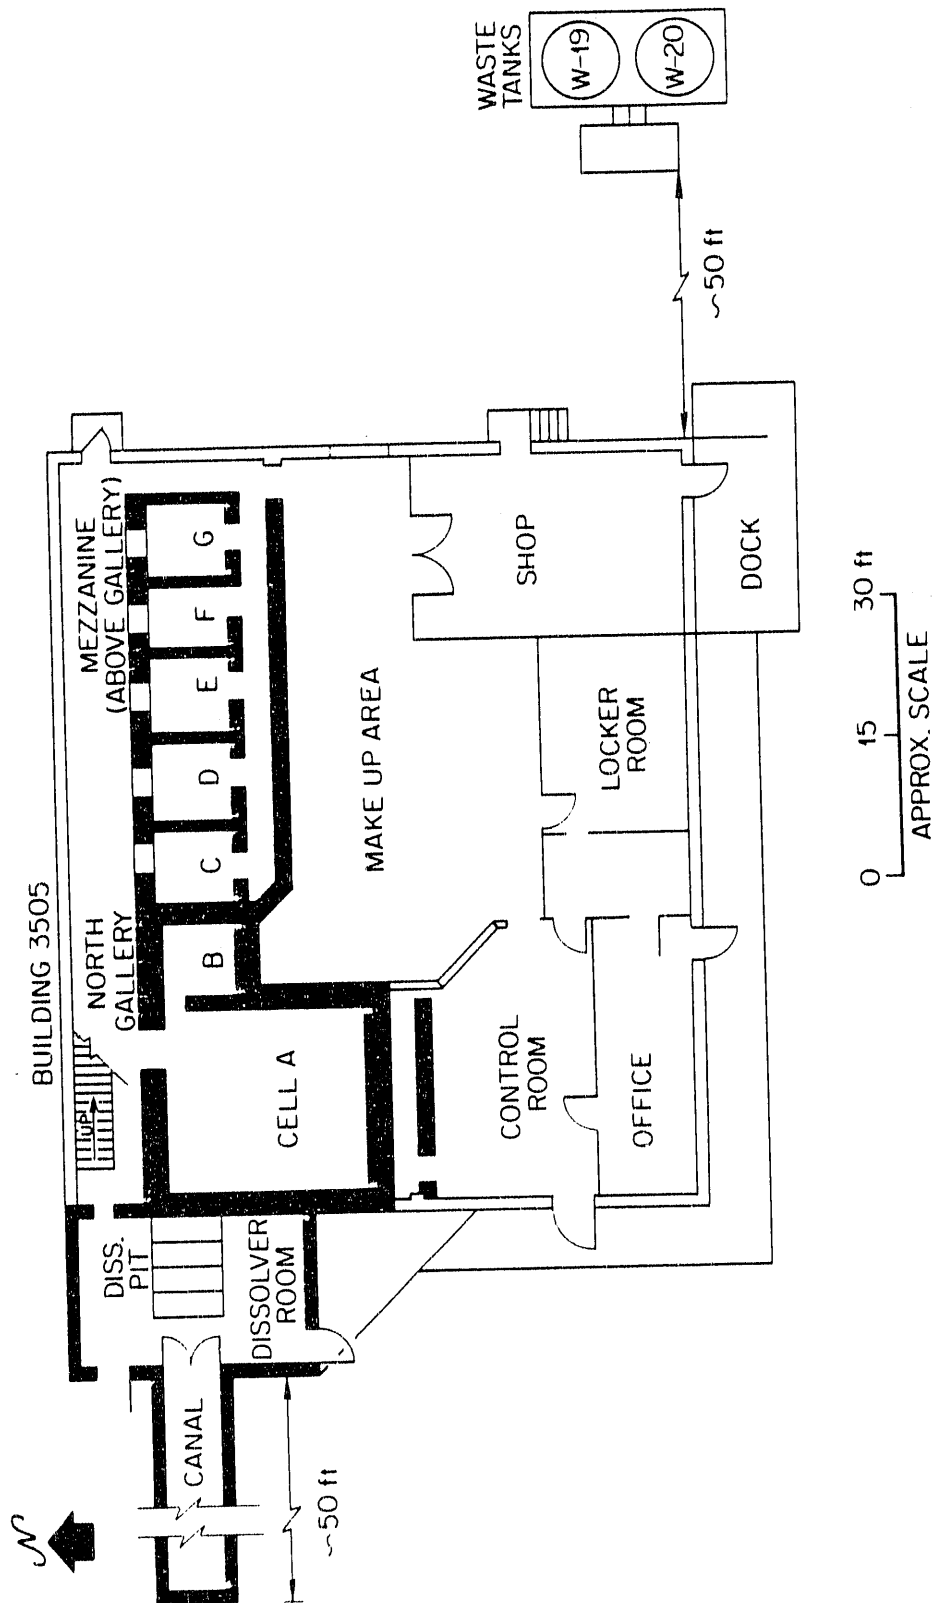 BUILDING 3505
N
CANAL
~50 ft
DISS.
PIT
DISSOLVER
ROOM
UP
NORTH
GALLERY
MEZZANINE
(ABOVE GALLERY)
CELL A
B
C
D
E
F
G
MAKE UP AREA
CONTROL
ROOM
OFFICE
LOCKER
ROOM
SHOP
DOCK
~50 ft
WASTE
TANKS
W-19
W-20
0
15
30 ft
APPROX. SCALE